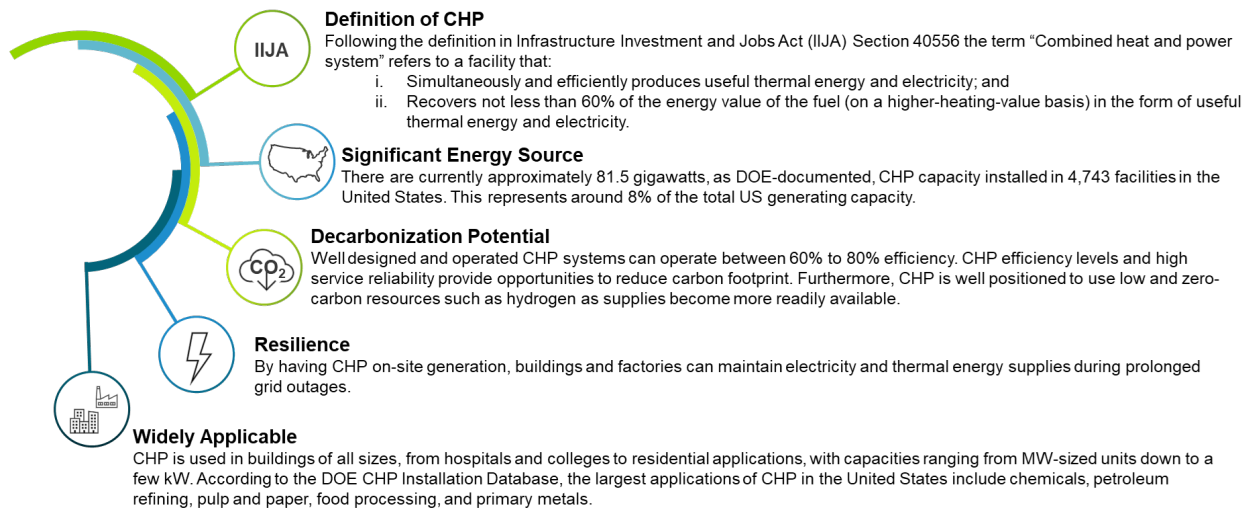 Definition of CHP
IIJA
Following the definition in Infrastructure Investment and Jobs Act (IIJA) Section 40556 the term “Combined heat and power
system” refers to a facility that:
i. Simultaneously and efficiently produces useful thermal energy and electricity; and
ii. Recovers not less than 60% of the energy value of the fuel (on a higher-heating-value basis) in the form of useful
thermal energy and electricity.
Significant Energy Source
There are currently approximately 81.5 gigawatts, as DOE-documented, CHP capacity installed in 4,743 facilities in the
United States. This represents around 8% of the total US generating capacity.
Decarbonization Potential
CO2
Well designed and operated CHP systems can operate between 60% to 80% efficiency. CHP efficiency levels and high
service reliability provide opportunities to reduce carbon footprint. Furthermore, CHP is well positioned to use low and zero-
carbon resources such as hydrogen as supplies become more readily available.
Resilience
By having CHP on-site generation, buildings and factories can maintain electricity and thermal energy supplies during prolonged
grid outages.
Widely Applicable
CHP is used in buildings of all sizes, from hospitals and colleges to residential applications, with capacities ranging from MW-sized units down to a
few kW. According to the DOE CHP Installation Database, the largest applications of CHP in the United States include chemicals, petroleum
refining, pulp and paper, food processing, and primary metals.